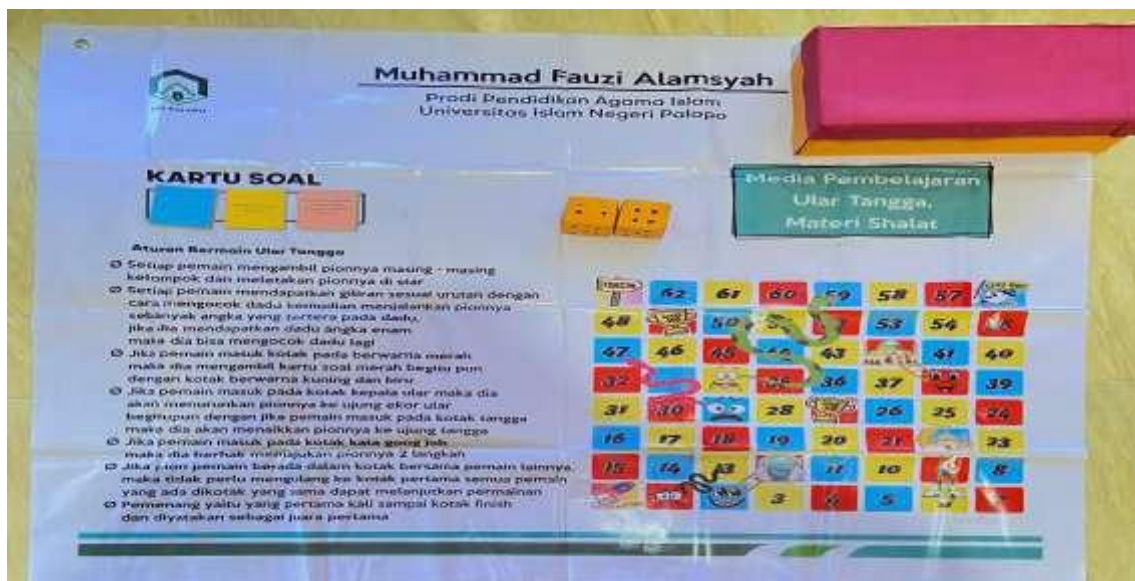 Muhammad Fauzi Alamsyah
Prodi Pendidikan Agama Islam
Universitas Islam Negeri Palopo
KARTU SOAL
Media Pembelajaran
Ular Tangga,
Materi Shalat
Aturan Bermain Ular Tangga
Setiap pemain mengambil pionnya masing - masing
kelompok dan meletakan pionnya di star
Setiap pemain mendapatkan giliran sesuai urutan dengan
cara mengocok dadu kemudian menjalankan pionnya
sebanyak angka yang tertera pada dadu,
jika dia mendapatkan dadu angka enam
maka dia bisa mengocok dadu lagi
Jika pemain masuk kotak pada berwarna merah
maka dia mengambil kartu soal merah begitu pun
dengan kotak berwarna kuning dan biru
Jika pemain masuk pada kotak kepala ular maka dia
akan menurunkan pionnya ke ujung ekor ular
beghitupun dengan jika pemain masuk pada kotak tangga
maka dia akan menaikkan pionnya ke ujung tangga
Jika pemain masuk pada kotak kata gong job
maka dia berhak memajukan pionnya 2 langkah
Jika pion pemain berada dalam kotak bersama pemain lainnya,
maka tidak perlu mengulang ke kotak pertama semua pemain
yang ada dikotak yang sama dapat melanjutkan permainan
Pemenang yaitu yang pertama kali sampai kotak finish
dan diyatakan sebagai juara pertama
62 61 60 59 58 57
48 50 53 54
47 46 45 44 43 41 40
32 36 37 39
31 30 28 26 25 24
16 17 18 19 20 21 23
15 14 13 11 10 8
3 4 5